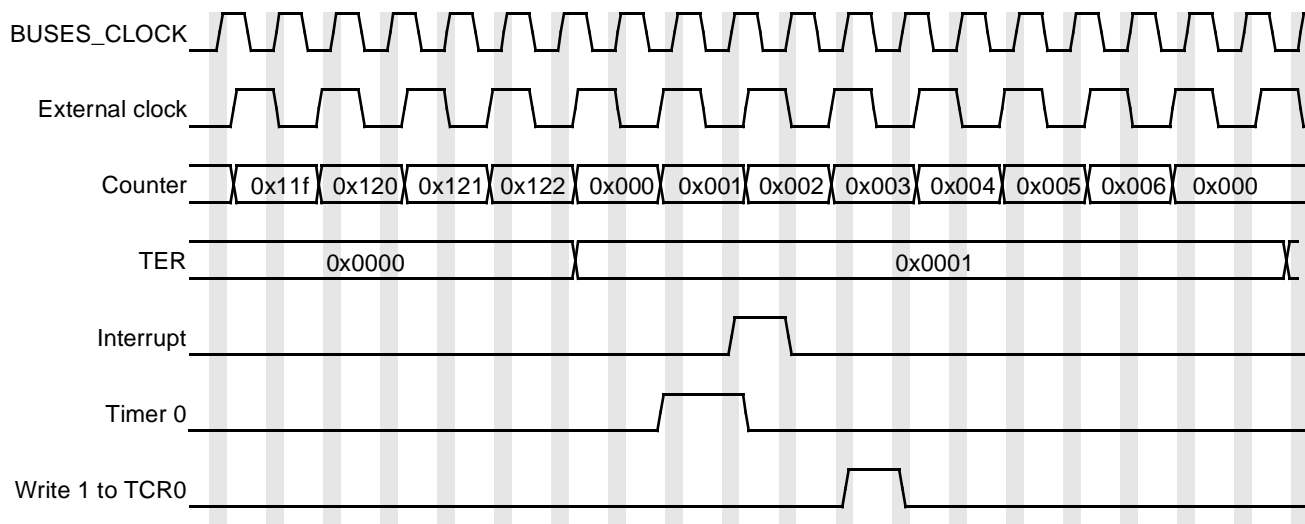 BUSES_CLOCK
External clock
Counter 0x11f 0x120 0x121 0x122 0x000 0x001 0x002 0x003 0x004 0x005 0x006 0x000
TER 0x0000 0x0001
Interrupt
Timer 0
Write 1 to TCR0